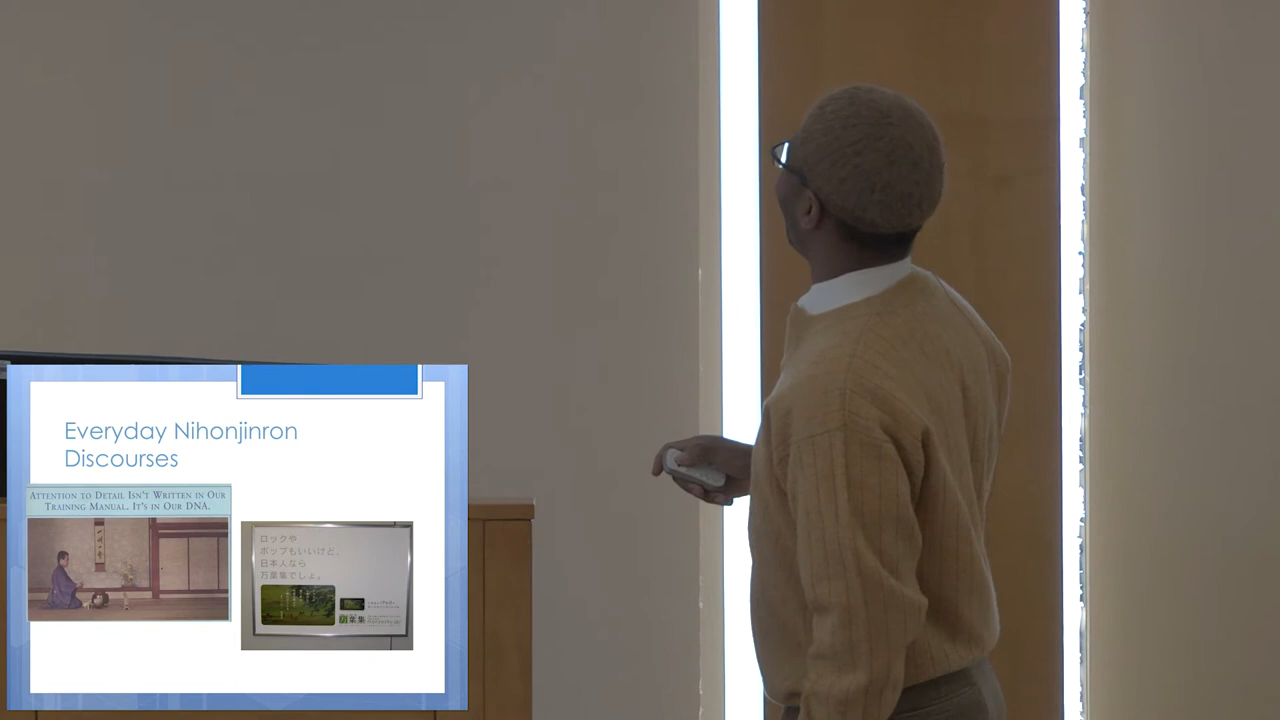 Everyday Nihonjinron
Discourses
ATTENTION TO DETAIL ISN'T WRITTEN IN OUR
TRAINING MANUAL. IT'S IN OUR DNA.
ロックや
ポップもいいけど、
日本人なら
万葉集でしょ。
葉集